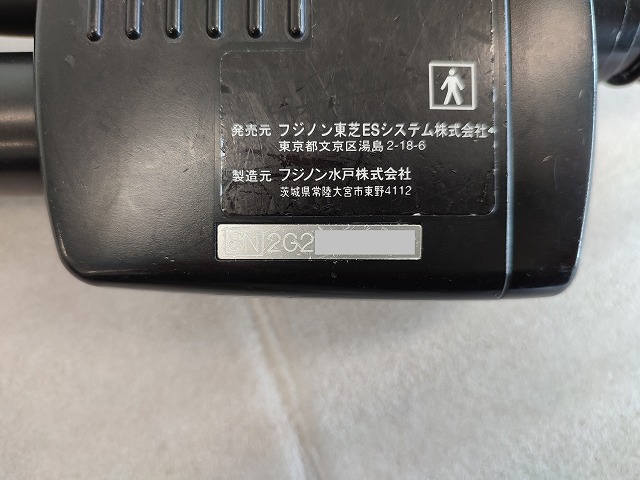 発売元 フジノン東芝ESシステム株式会社
東京都文京区湯島2-18-6
製造元 フジノン水戸株式会社
茨城県常陸大宮市東野4112
SN 2G2